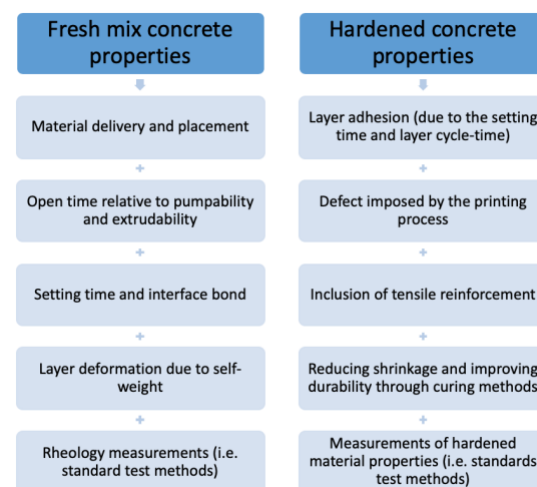 Fresh mix concrete
properties
Material delivery and placement
Open time relative to pumpability
and extrudability
Setting time and interface bond
Layer deformation due to self-
weight
Rheology measurements (i.e.
standard test methods)
Hardened concrete
properties
Layer adhesion (due to the setting
time and layer cycle-time)
Defect imposed by the printing
process
Inclusion of tensile reinforcement
Reducing shrinkage and improving
durability through curing methods
Measurements of hardened
material properties (i.e. standards
test methods)